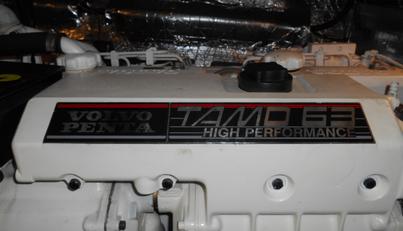 VOLVO
PENTA
TAMD 63
HIGH PERFORMANCE